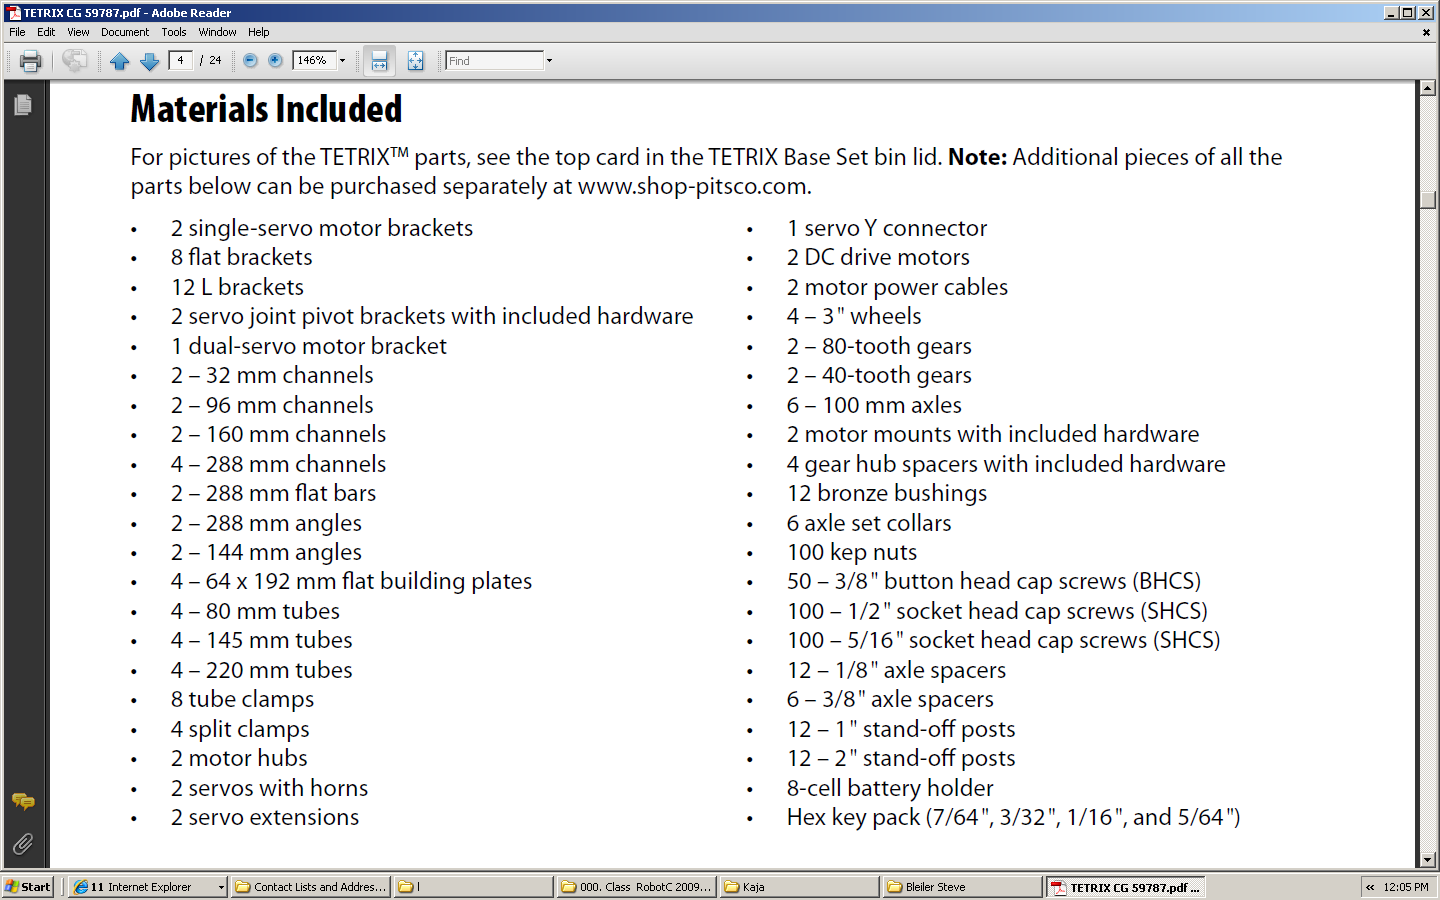 TETRIX CG 59787.pdf - Adobe Reader
File Edit View Document Tools Window Help
4 / 24 146% Find
Materials Included
For pictures of the TETRIX™ parts, see the top card in the TETRIX Base Set bin lid. Note: Additional pieces of all the
parts below can be purchased separately at www.shop-pitsco.com.
• 2 single-servo motor brackets
• 8 flat brackets
• 12 L brackets
• 2 servo joint pivot brackets with included hardware
• 1 dual-servo motor bracket
• 2 – 32 mm channels
• 2 – 96 mm channels
• 2 – 160 mm channels
• 4 – 288 mm channels
• 2 – 288 mm flat bars
• 2 – 288 mm angles
• 2 – 144 mm angles
• 4 – 64 x 192 mm flat building plates
• 4 – 80 mm tubes
• 4 – 145 mm tubes
• 4 – 220 mm tubes
• 8 tube clamps
• 4 split clamps
• 2 motor hubs
• 2 servos with horns
• 2 servo extensions
• 1 servo Y connector
• 2 DC drive motors
• 2 motor power cables
• 4 – 3" wheels
• 2 – 80-tooth gears
• 2 – 40-tooth gears
• 6 – 100 mm axles
• 2 motor mounts with included hardware
• 4 gear hub spacers with included hardware
• 12 bronze bushings
• 6 axle set collars
• 100 kep nuts
• 50 – 3/8" button head cap screws (BHCS)
• 100 – 1/2" socket head cap screws (SHCS)
• 100 – 5/16" socket head cap screws (SHCS)
• 12 – 1/8" axle spacers
• 6 – 3/8" axle spacers
• 12 – 1" stand-off posts
• 12 – 2" stand-off posts
• 8-cell battery holder
• Hex key pack (7/64", 3/32", 1/16", and 5/64")
Start 11 Internet Explorer Contact Lists and Addres... l 000. Class RobotC 2009... Kaja Bleiler Steve TETRIX CG 59787.pdf ... « 12:05 PM